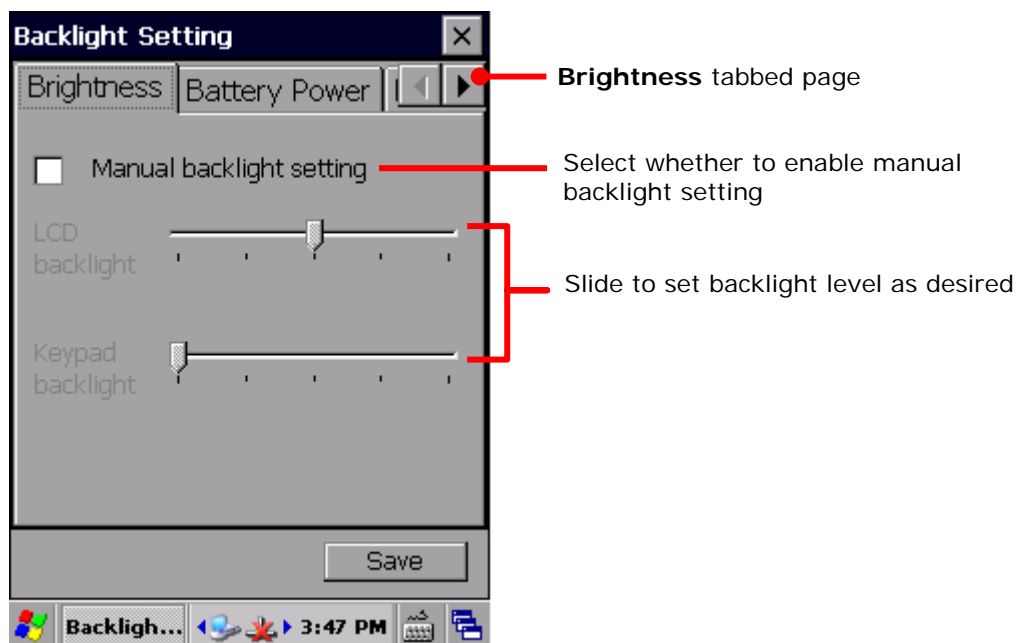 Backlight Setting
Brightness
Battery Power
Brightness tabbed page
Manual backlight setting
Select whether to enable manual
backlight setting
LCD
backlight
Slide to set backlight level as desired
Keypad
backlight
Save
Backligh...
3:47 PM